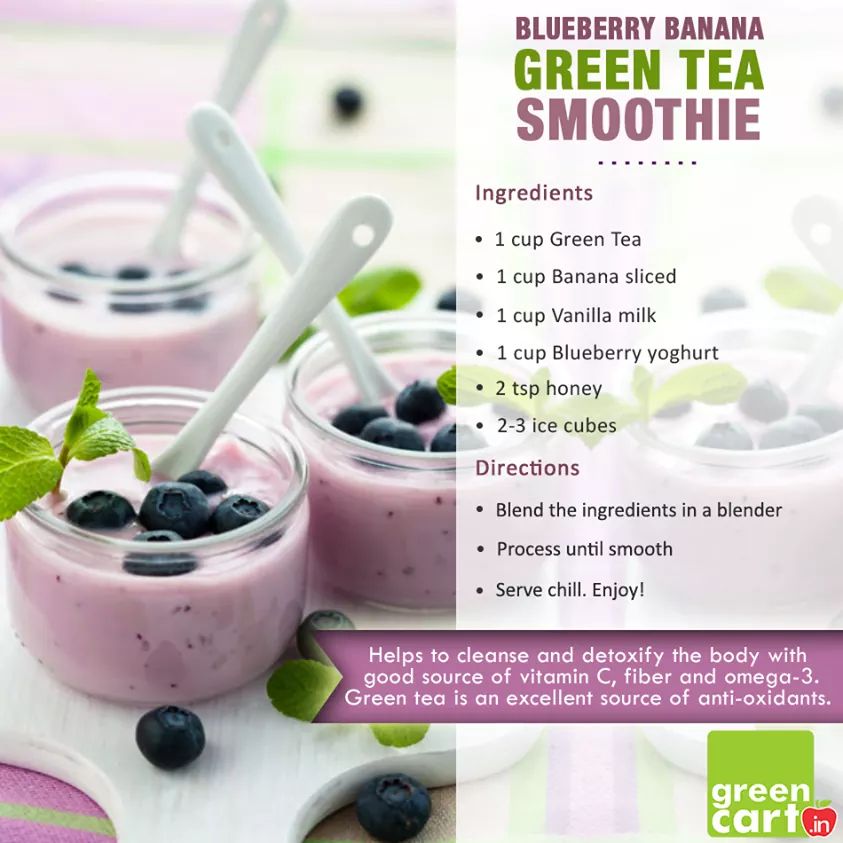 BLUEBERRY BANANA
GREEN TEA
SMOOTHIE
Ingredients
• 1 cup Green Tea
• 1 cup Banana sliced
• 1 cup Vanilla milk
• 1 cup Blueberry yoghurt
• 2 tsp honey
• 2-3 ice cubes
Directions
• Blend the ingredients in a blender
• Process until smooth
• Serve chill. Enjoy!
Helps to cleanse and detoxify the body with
good source of vitamin C, fiber and omega-3.
Green tea is an excellent source of anti-oxidants.
green
cart.in